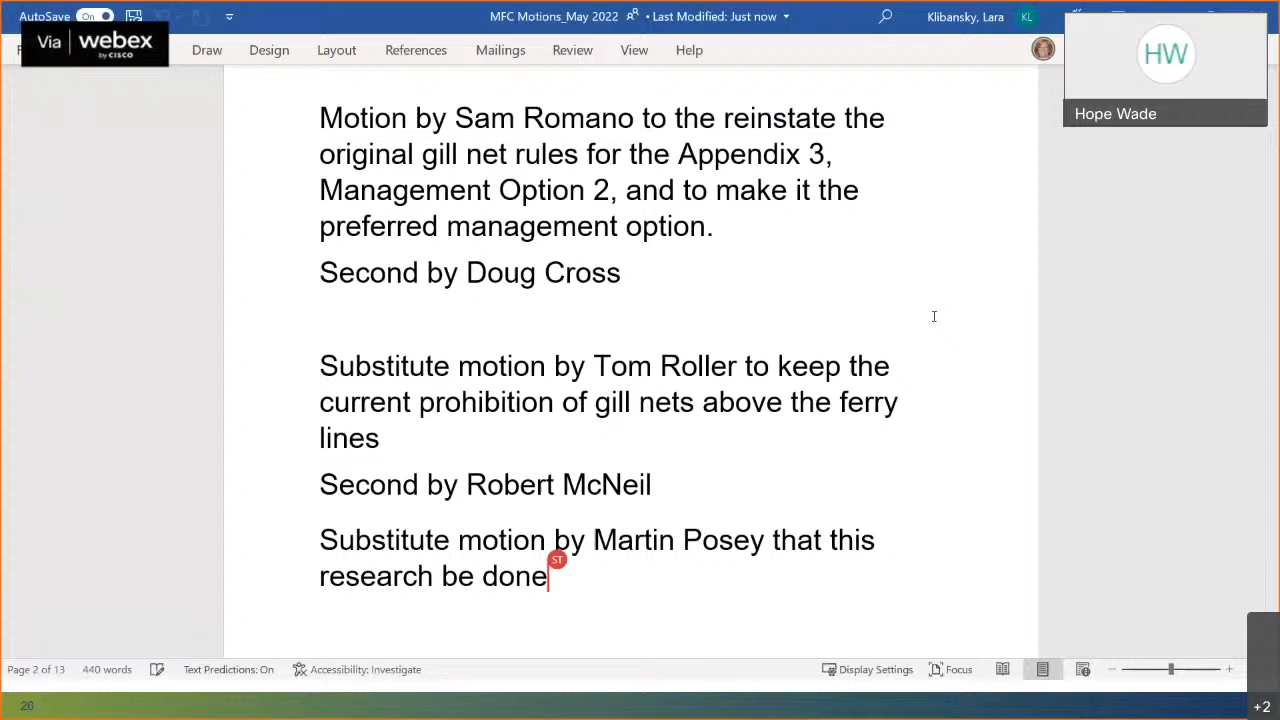 AutoSave On MFC Motions_May 2022 • Last Modified: Just now Klibansky, Lara KL
Via webex by CISCO
Draw Design Layout References Mailings Review View Help
HW
Hope Wade
Motion by Sam Romano to the reinstate the
original gill net rules for the Appendix 3,
Management Option 2, and to make it the
preferred management option.
Second by Doug Cross
Substitute motion by Tom Roller to keep the
current prohibition of gill nets above the ferry
lines
Second by Robert McNeil
Substitute motion by Martin Posey that this
ST
research be done
Page 2 of 13 440 words Text Predictions: On Accessibility: Investigate Display Settings Focus
20
+2